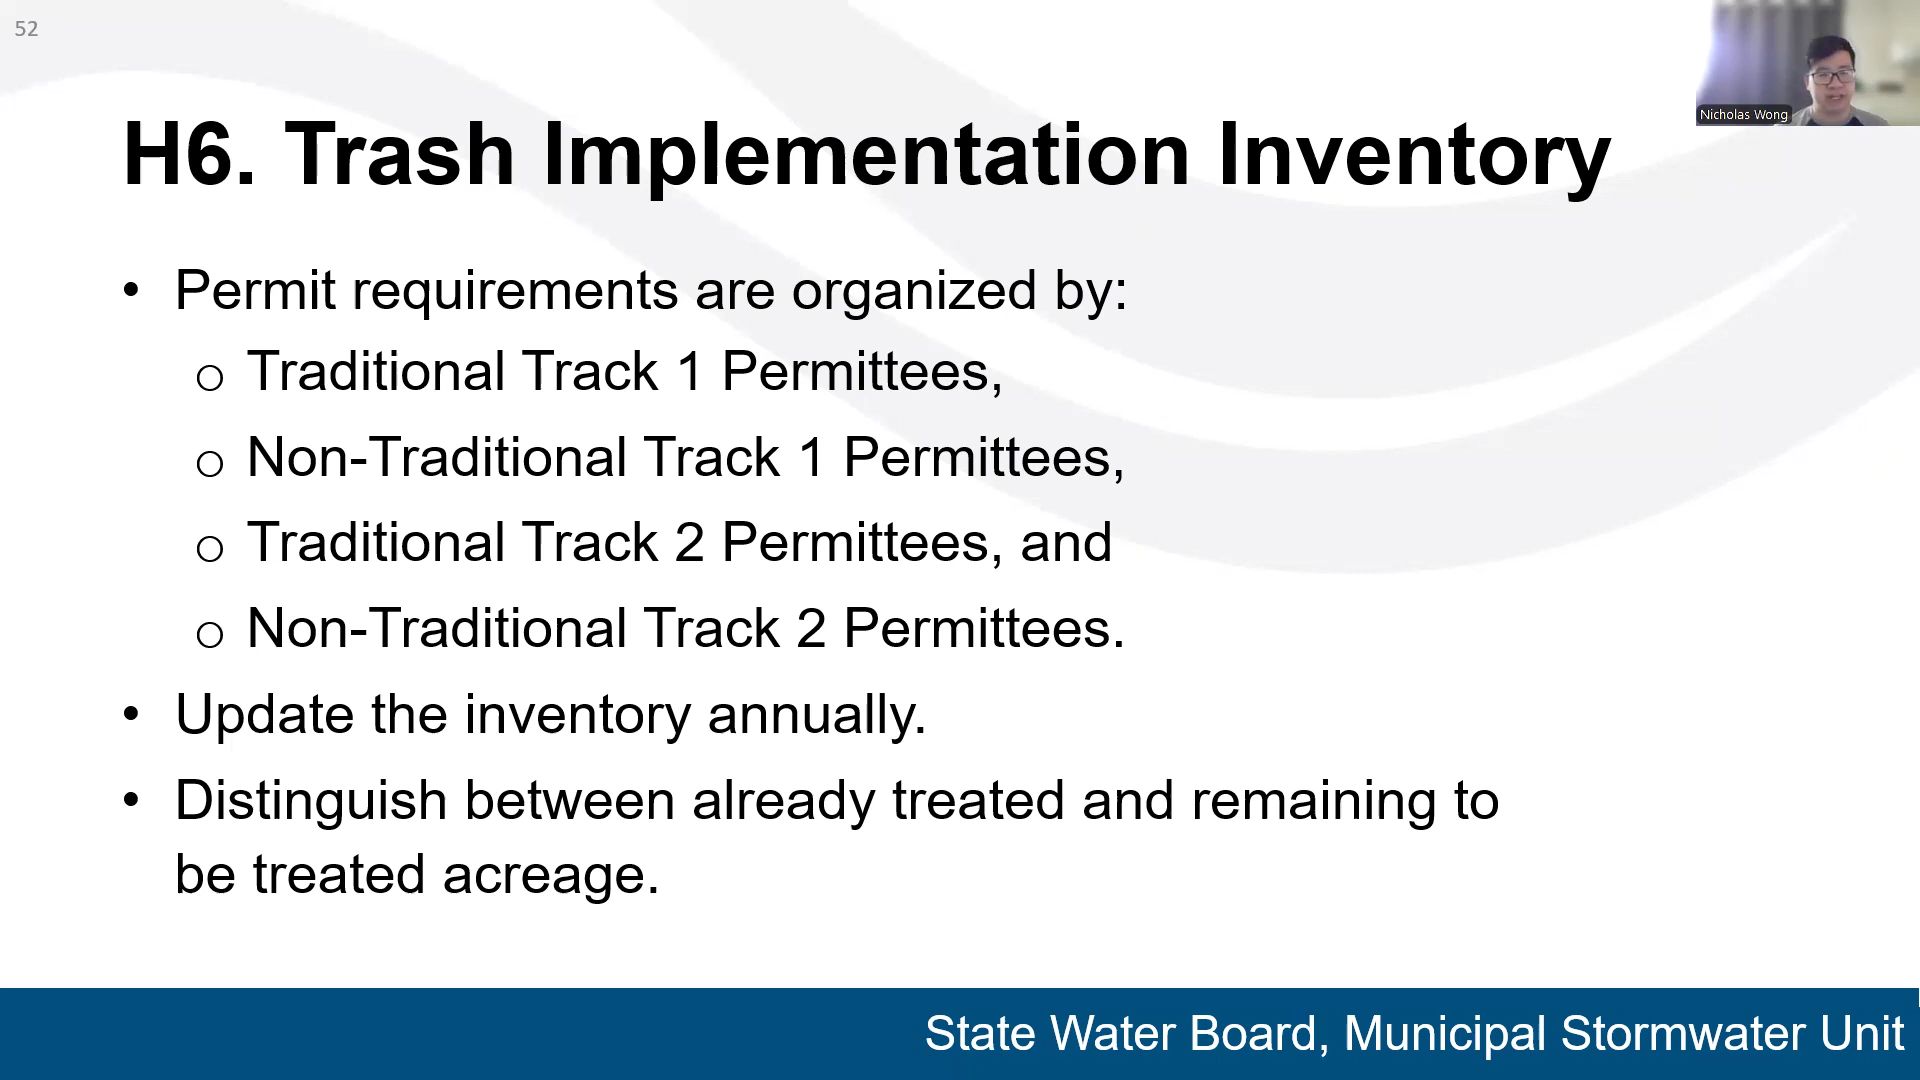 52
Nicholas Wong
H6. Trash Implementation Inventory
• Permit requirements are organized by:
o Traditional Track 1 Permittees,
o Non-Traditional Track 1 Permittees,
o Traditional Track 2 Permittees, and
o Non-Traditional Track 2 Permittees.
• Update the inventory annually.
• Distinguish between already treated and remaining to
be treated acreage.
State Water Board, Municipal Stormwater Unit